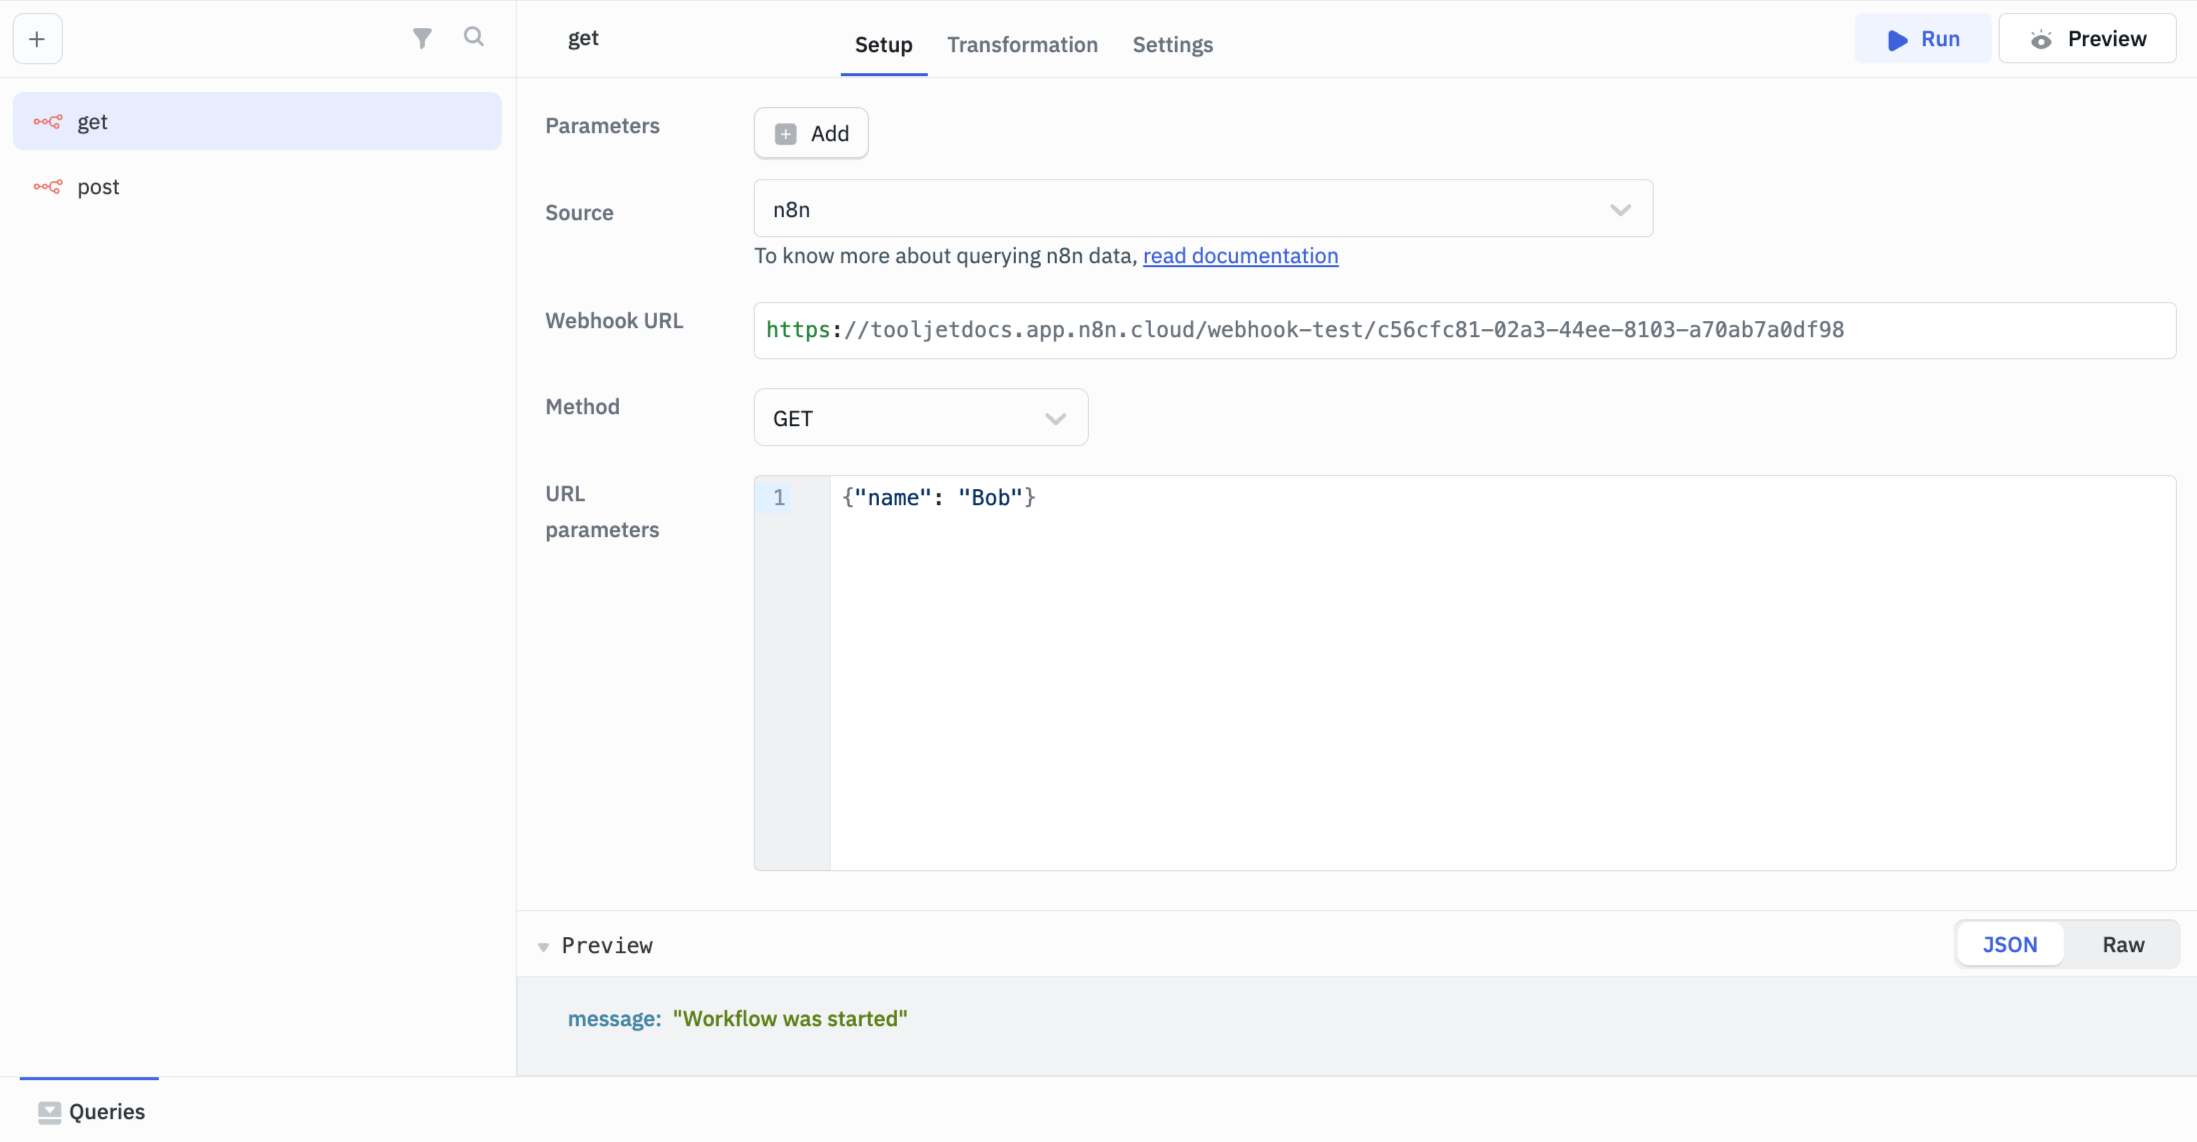 get
Setup
Transformation
Settings
Run
Preview
get
post
Parameters
Add
Source
n8n
To know more about querying n8n data, read documentation
Webhook URL
https://tooljetdocs.app.n8n.cloud/webhook-test/c56cfc81-02a3-44ee-8103-a70ab7a0df98
Method
GET
URL
parameters
1
{"name": "Bob"}
Preview
JSON
Raw
message: "Workflow was started"
Queries